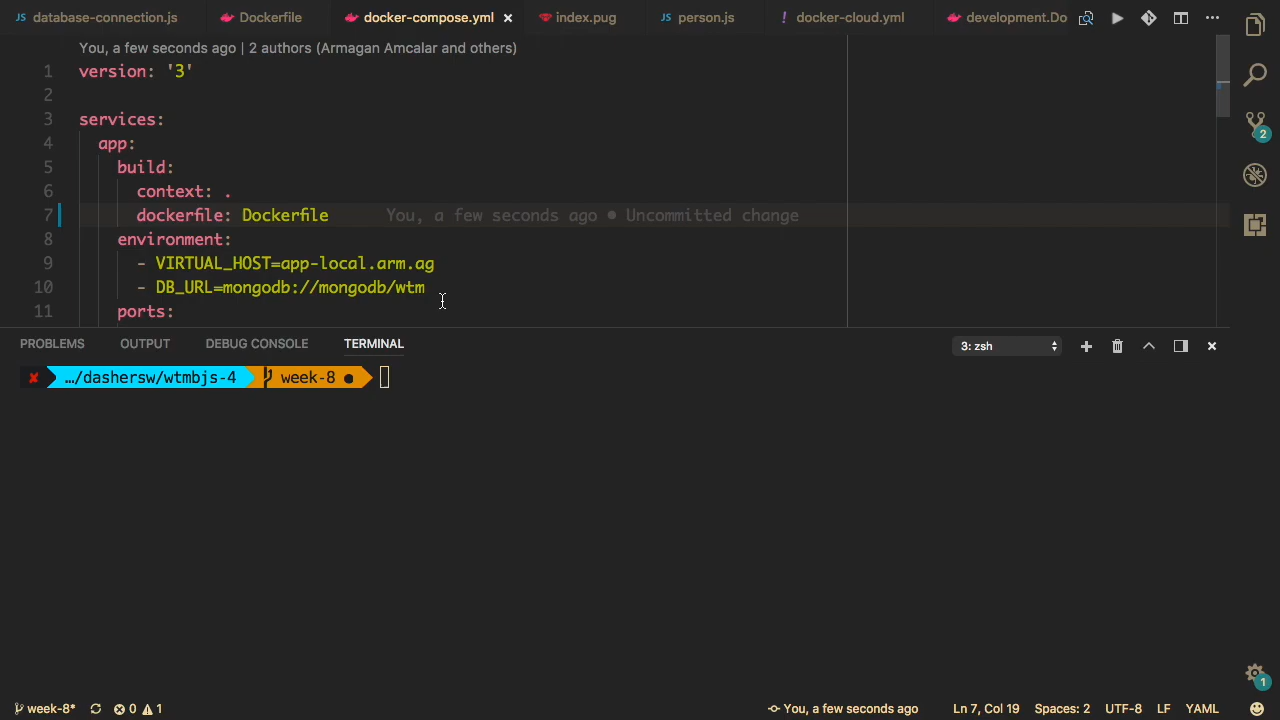 database-connection.js Dockerfile docker-compose.yml index.pug person.js docker-cloud.yml development.Do
You, a few seconds ago | 2 authors (Armagan Amcalar and others)
1 version: '3'
2
3 services:
4 app:
5 build:
6 context: .
7 dockerfile: Dockerfile You, a few seconds ago • Uncommitted change
8 environment:
9 - VIRTUAL_HOST=app-local.arm.ag
10 - DB_URL=mongodb://mongodb/wtm
11 ports:
2
PROBLEMS OUTPUT DEBUG CONSOLE TERMINAL 3: zsh
✘ …/dashersw/wtmbjs-4 week-8 ●
1
week-8* 0 1 You, a few seconds ago Ln 7, Col 19 Spaces: 2 UTF-8 LF YAML